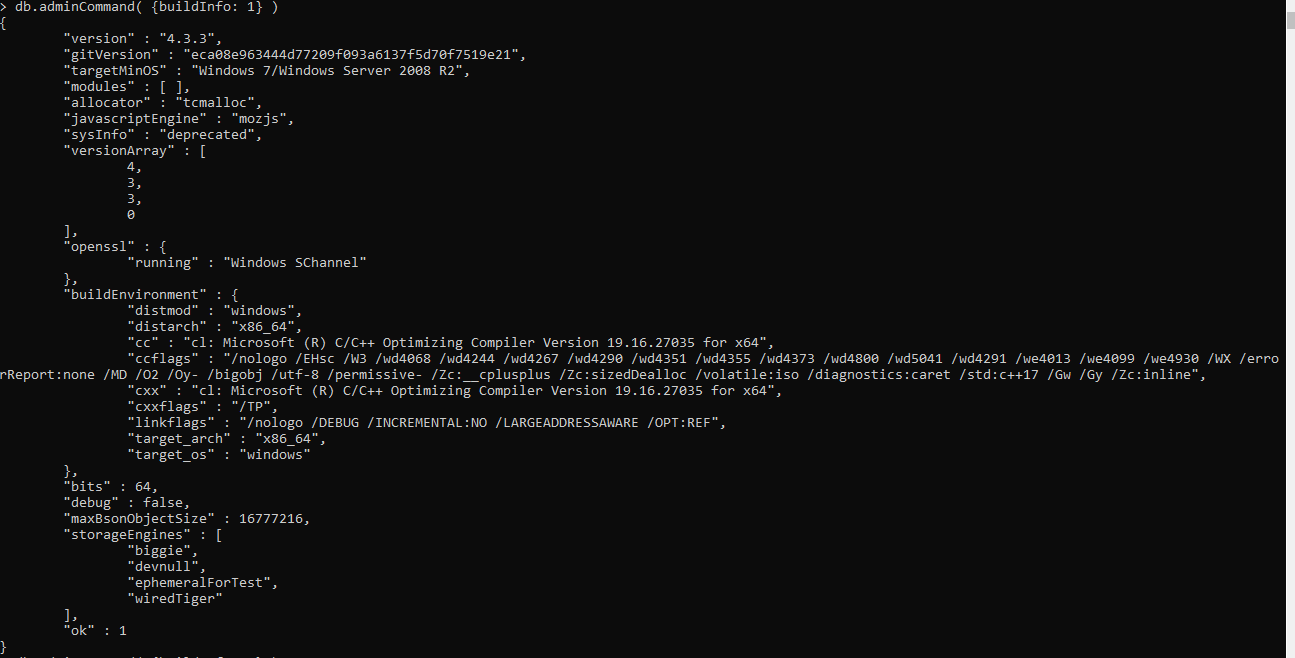 > db.adminCommand( {buildInfo: 1} )
{
"version" : "4.3.3",
"gitVersion" : "eca08e963444d77209f093a6137f5d70f7519e21",
"targetMinOS" : "Windows 7/Windows Server 2008 R2",
"modules" : [ ],
"allocator" : "tcmalloc",
"javascriptEngine" : "mozjs",
"sysInfo" : "deprecated",
"versionArray" : [
4,
3,
3,
0
],
"openssl" : {
"running" : "Windows SChannel"
},
"buildEnvironment" : {
"distmod" : "windows",
"distarch" : "x86_64",
"cc" : "cl: Microsoft (R) C/C++ Optimizing Compiler Version 19.16.27035 for x64",
"ccflags" : "/nologo /EHsc /W3 /wd4068 /wd4244 /wd4267 /wd4290 /wd4351 /wd4355 /wd4373 /wd4800 /wd5041 /wd4291 /we4013 /we4099 /we4930 /WX /erro
rReport:none /MD /O2 /Oy- /bigobj /utf-8 /permissive- /Zc:__cplusplus /Zc:sizedDealloc /volatile:iso /diagnostics:caret /std:c++17 /Gw /Gy /Zc:inline",
"cxx" : "cl: Microsoft (R) C/C++ Optimizing Compiler Version 19.16.27035 for x64",
"cxxflags" : "/TP",
"linkflags" : "/nologo /DEBUG /INCREMENTAL:NO /LARGEADDRESSAWARE /OPT:REF",
"target_arch" : "x86_64",
"target_os" : "windows"
},
"bits" : 64,
"debug" : false,
"maxBsonObjectSize" : 16777216,
"storageEngines" : [
"biggie",
"devnull",
"ephemeralForTest",
"wiredTiger"
],
"ok" : 1
}